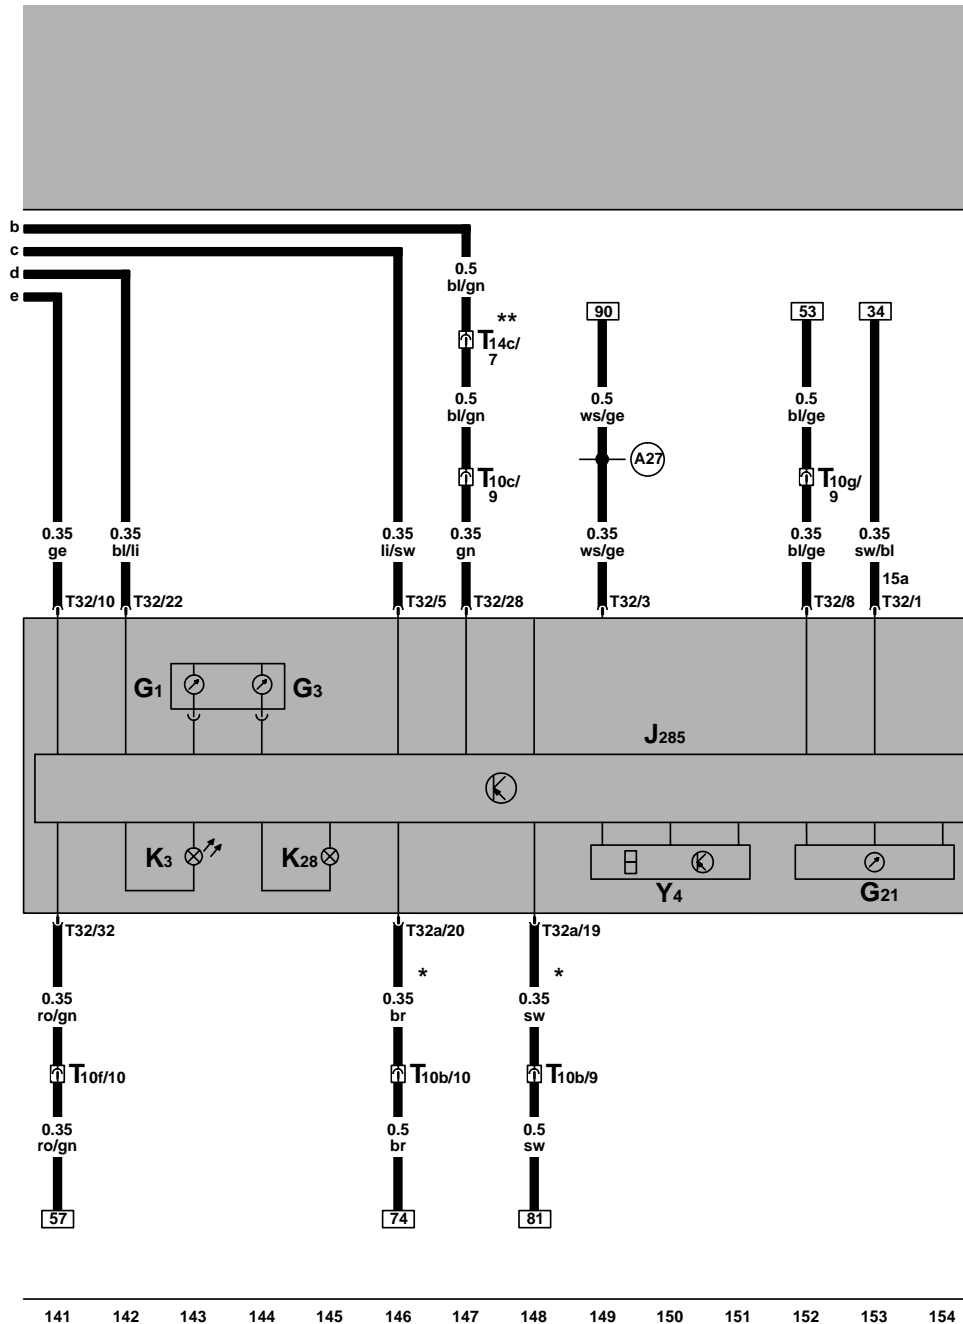 b
c
d
e
0.5
bl/gn
**
T14c/
7
90
53
34
0.5
bl/gn
0.5
ws/ge
0.5
bl/ge
A27
T10c/
9
T10g/
9
0.35
ge
0.35
bl/li
0.35
li/sw
0.35
gn
0.35
ws/ge
0.35
bl/ge
0.35
sw/bl
15a
T32/10
T32/22
T32/5
T32/28
T32/3
T32/8
T32/1
G1
G3
J285
K3
K28
Y4
G21
T32/32
T32a/20
T32a/19
*
*
0.35
ro/gn
0.35
br
0.35
sw
T10f/10
T10b/10
T10b/9
0.35
ro/gn
0.5
br
0.5
sw
57
74
81
141 142 143 144 145 146 147 148 149 150 151 152 153 154